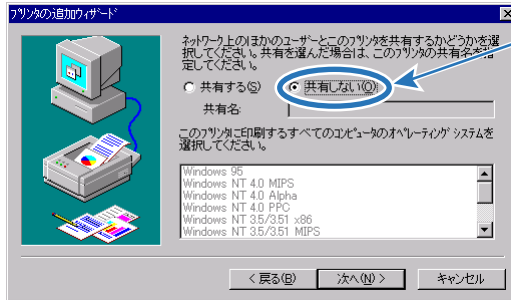 プリンタの追加ウィザード
ネットワーク上のほかのユーザーとこのプリンタを共有するかどうかを選
択してください。共有を選んだ場合は、このプリンタの共有名を指
定してください。
共有する(S)
共有しない(O)
共有名:
このプリンタに印刷するすべてのコンピュータのオペレーティング システムを
選択してください。
Windows 95
Windows NT 4.0 MIPS
Windows NT 4.0 Alpha
Windows NT 4.0 PPC
Windows NT 3.5/3.51 x86
Windows NT 3.5/3.51 MIPS
< 戻る(B)
次へ(N) >
キャンセル